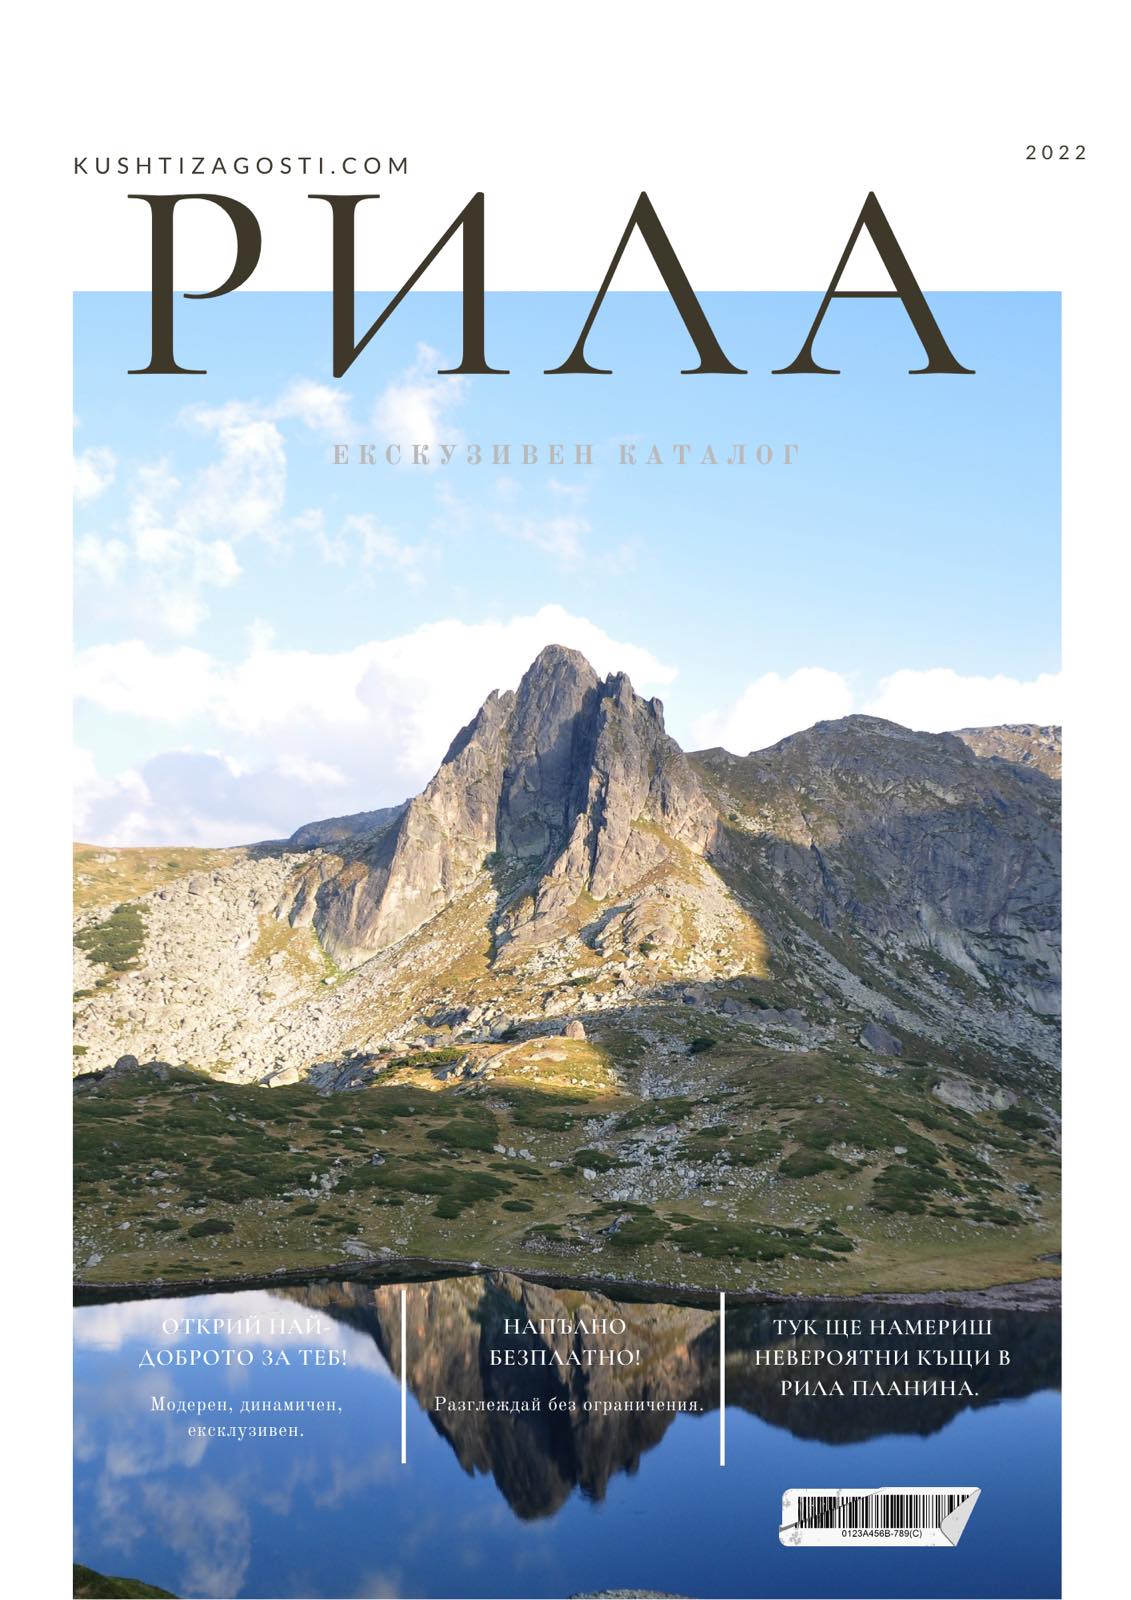 KUSHTIZAGOSTI.COM
2022
РИЛА
ЕКСКУЗИВЕН КАТАЛОГ
ОТКРИЙ НАЙ-
ДОБРОТО ЗА ТЕБ!
Модерен, динамичен,
ексклузивен.
НАПЪЛНО
БЕЗПЛАТНО!
Разглеждай без ограничения.
ТУК ЩЕ НАМЕРИШ
НЕВЕРОЯТНИ КЪЩИ В
РИЛА ПЛАНИНА.
0123A456B-789(C)